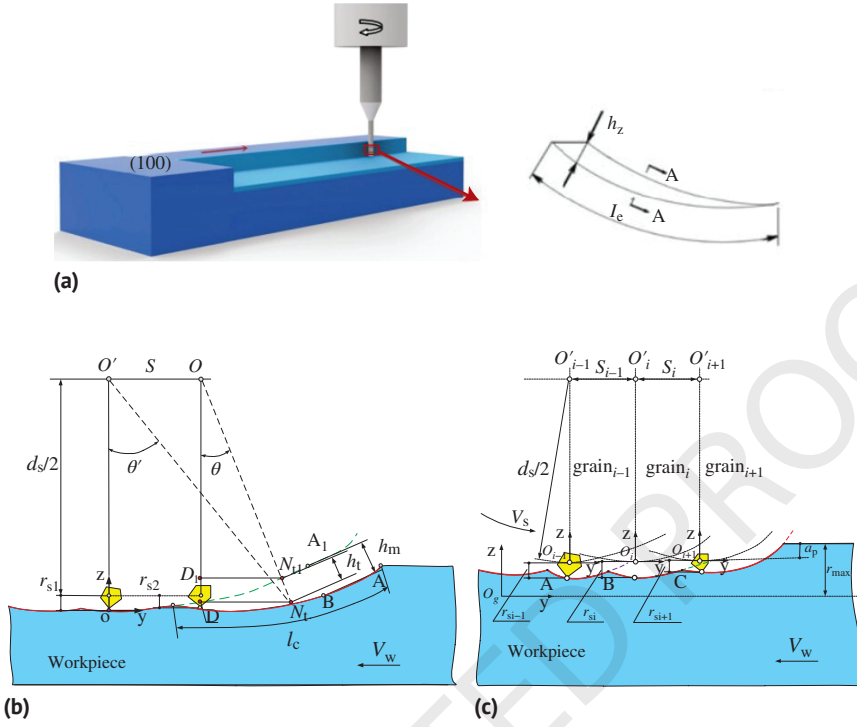 (100)
h_z
A
A
I_e
(a)
O′ S O
d_s/2
θ′ θ
A_1
h_m
N_t1
h_t
D_1
r_s1 z r_s2
A
B
o y D N_t
l_c
Workpiece
V_w
(b)
O′_i−1 O′_i O′_i+1
S_i−1 S_i
d_s/2
grain_i−1 grain_i grain_i+1
V_s
z z z
z O_i−1 O_i+1 a_p
y y y r_max
A B C
O_g y
r_si−1 r_si r_si+1
Workpiece
V_w
(c)
TED PROO